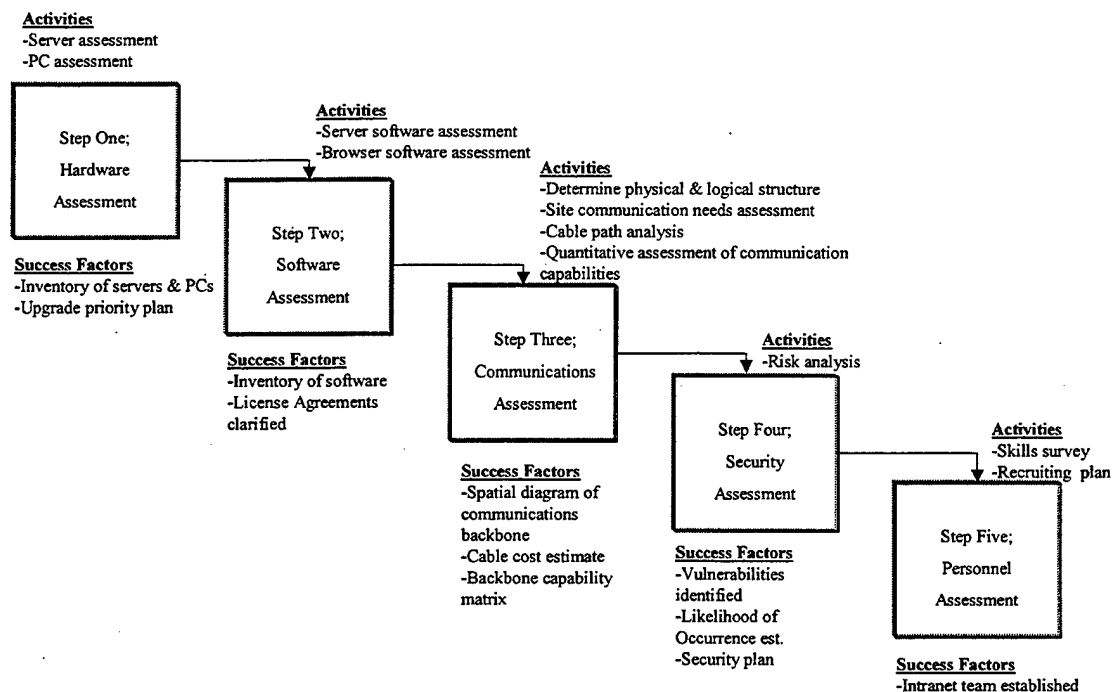 Activities
-Server assessment
-PC assessment
Step One;
Hardware
Assessment
Success Factors
-Inventory of servers & PCs
-Upgrade priority plan
Activities
-Server software assessment
-Browser software assessment
Step Two;
Software
Assessment
Success Factors
-Inventory of software
-License Agreements
clarified
Activities
-Determine physical & logical structure
-Site communication needs assessment
-Cable path analysis
-Quantitative assessment of communication
capabilities
Step Three;
Communications
Assessment
Success Factors
-Spatial diagram of
communications
backbone
-Cable cost estimate
-Backbone capability
matrix
Activities
-Risk analysis
Step Four;
Security
Assessment
Success Factors
-Vulnerabilities
identified
-Likelihood of
Occurrence est.
-Security plan
Activities
-Skills survey
-Recruiting plan
Step Five;
Personnel
Assessment
Success Factors
-Intranet team established